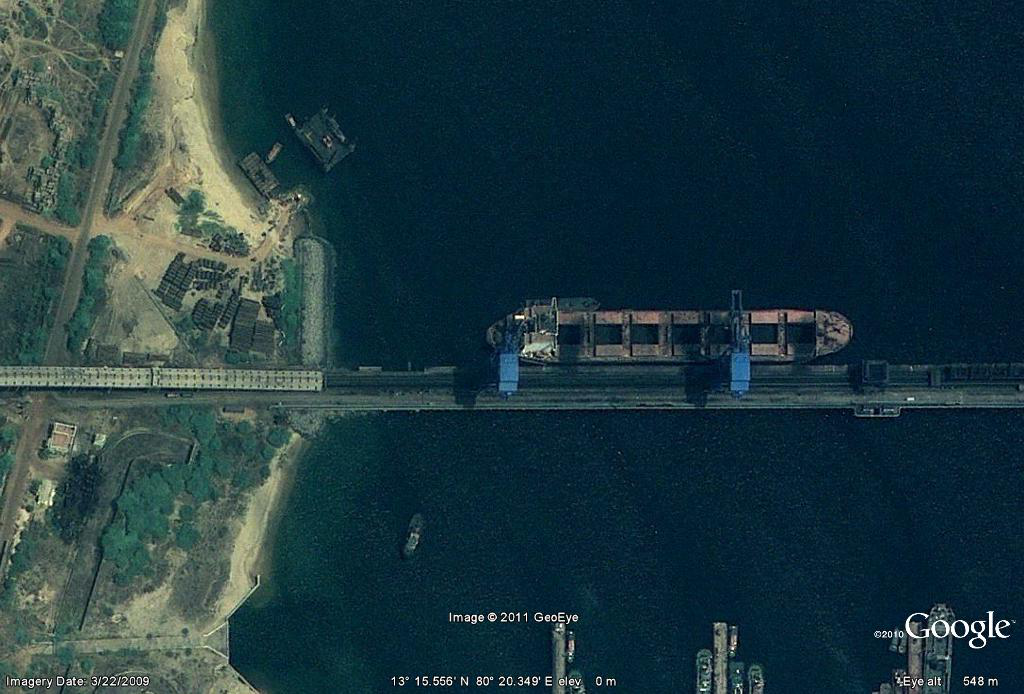 Image © 2011 GeoEye
©2010 Google™
Imagery Date: 3/22/2009 13° 15.556' N 80° 20.349' E elev 0 m Eye alt 548 m